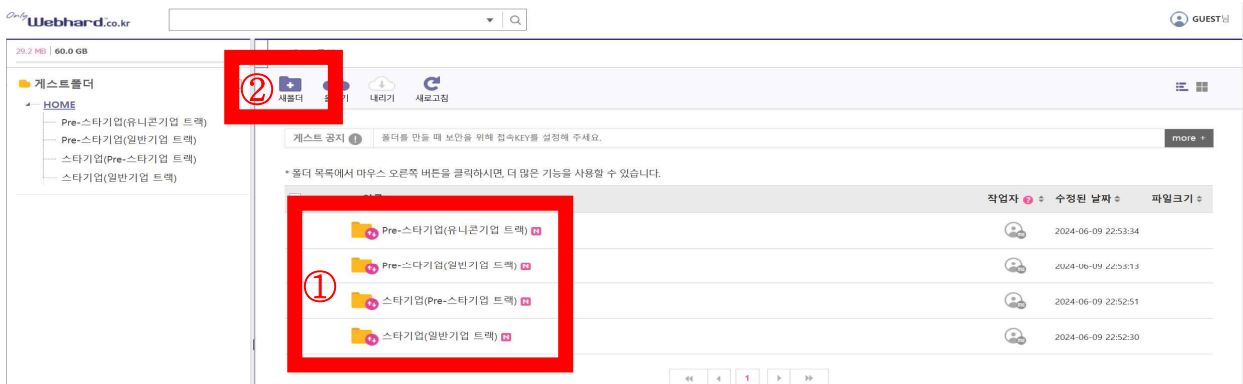 Only Webhard.co.kr
GUEST님
29.2 MB | 60.0 GB
게스트폴더
HOME
Pre-스타기업(유니콘기업 트랙)
Pre-스타기업(일반기업 트랙)
스타기업(Pre-스타기업 트랙)
스타기업(일반기업 트랙)
②
새폴더
내리기
새로고침
게스트 공지
폴더를 만들 때 보안을 위해 접속KEY를 설정해 주세요.
more +
* 폴더 목록에서 마우스 오른쪽 버튼을 클릭하시면, 더 많은 기능을 사용할 수 있습니다.
작업자 ? 수정된 날짜 파일크기
①
Pre-스타기업(유니콘기업 트랙) N
2024-06-09 22:53:34
Pre-스타기업(일반기업 트랙) N
2024-06-09 22:53:13
스타기업(Pre-스타기업 트랙) N
2024-06-09 22:52:51
스타기업(일반기업 트랙) N
2024-06-09 22:52:30
1